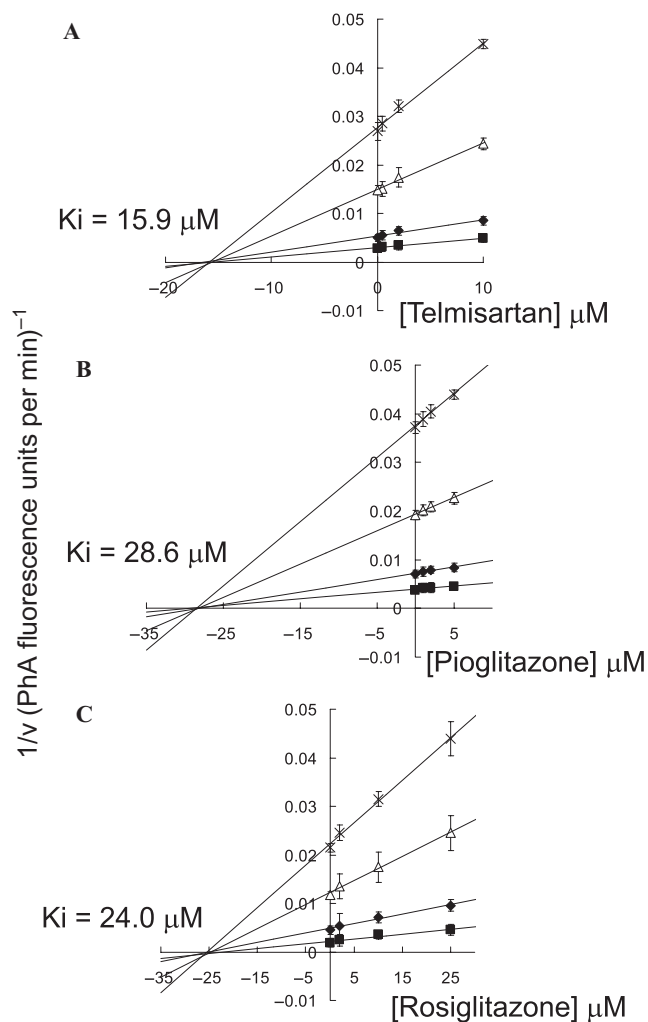 1/v (PhA fluorescence units per min)⁻¹
A
0.05
0.04
0.03
0.02
0.01
0
–0.01
–20 –10 0 10
Ki = 15.9 μM
[Telmisartan] μM
B
0.05
0.04
0.03
0.02
0.01
0
–0.01
–35 –25 –15 –5 5
Ki = 28.6 μM
[Pioglitazone] μM
C
0.05
0.04
0.03
0.02
0.01
0
–0.01
–35 –25 –15 –5 5 15 25
Ki = 24.0 μM
[Rosiglitazone] μM